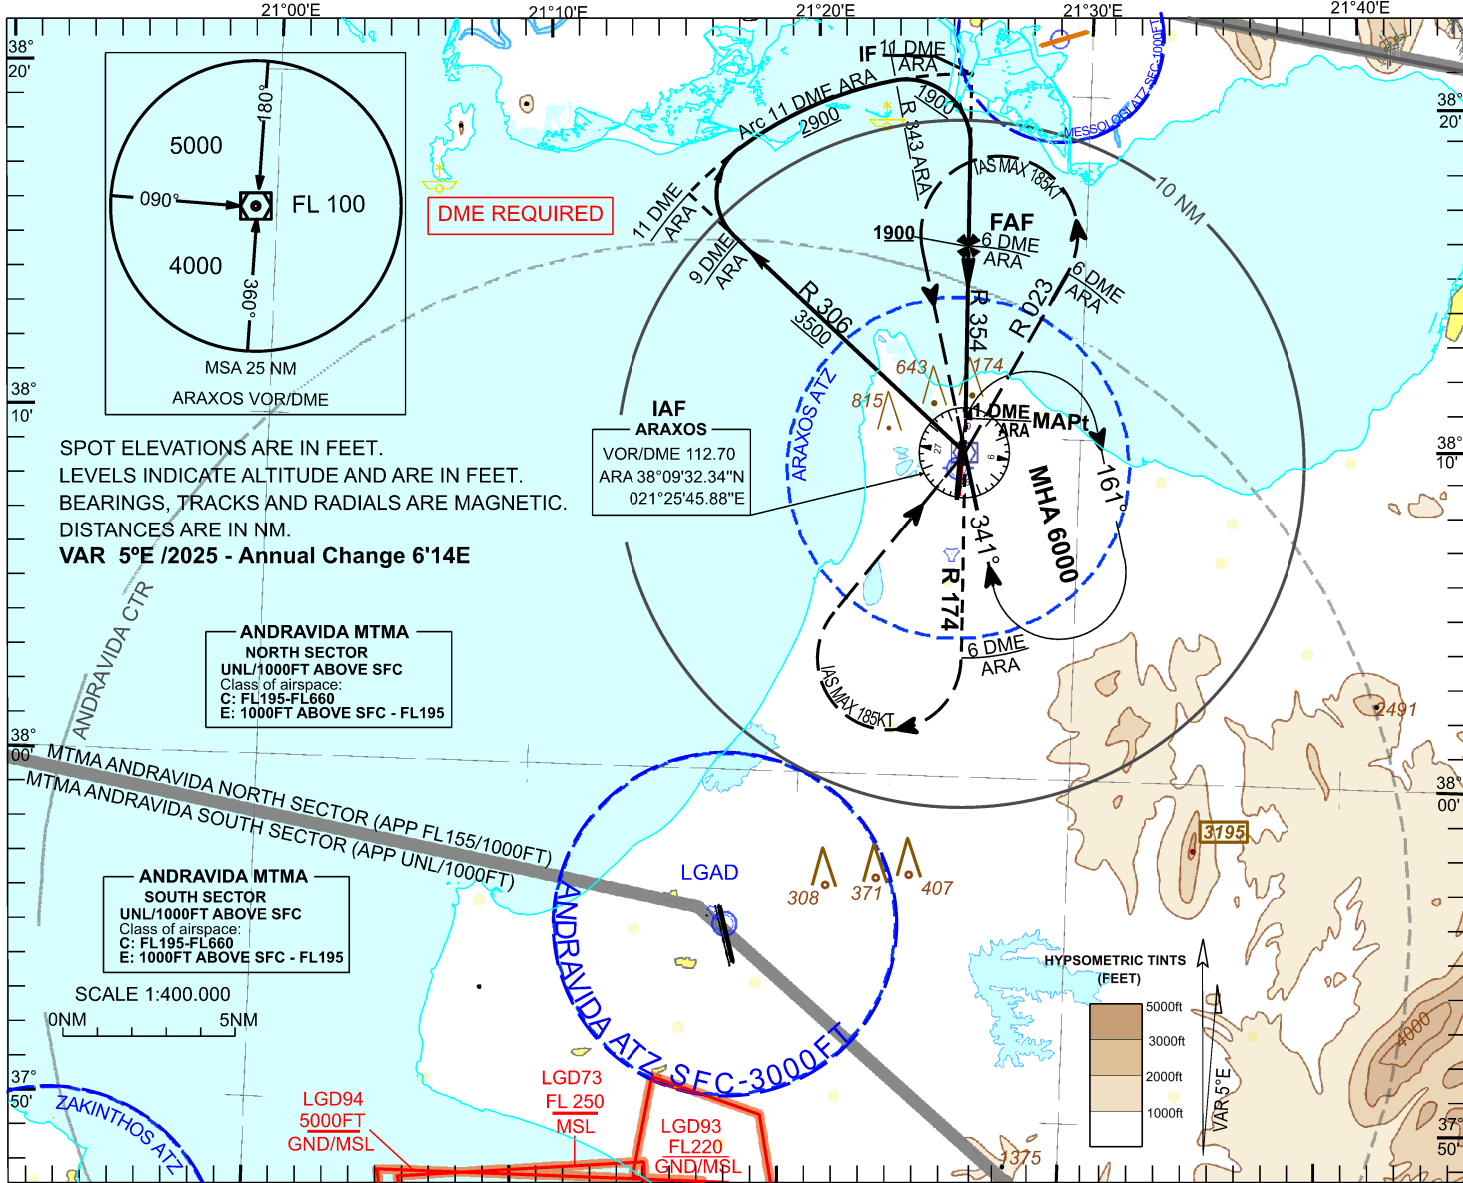 21°00'E
21°10'E
21°20'E
21°30'E
21°40'E
38°
20'
38°
20'
180°
5000
090°
FL 100
4000
360°
MSA 25 NM
ARAXOS VOR/DME
DME REQUIRED
IF
11 DME
ARA
Arc 11 DME ARA
2900
1900
R 343 ARA
MESSOLOGI ATZ SFC-1000FT
10 NM
IAS MAX 185KT
11 DME
ARA
9 DME
ARA
FAF
1900
6 DME
ARA
6 DME
ARA
R 306
3500
R 354
R 023
ARAXOS ATZ
643
174
815
38°
10'
38°
10'
1 DME
ARA
MAPt
27
9
IAF
ARAXOS
VOR/DME 112.70
ARA 38°09'32.34"N
021°25'45.88"E
SPOT ELEVATIONS ARE IN FEET.
LEVELS INDICATE ALTITUDE AND ARE IN FEET.
BEARINGS, TRACKS AND RADIALS ARE MAGNETIC.
DISTANCES ARE IN NM.
VAR 5ºE /2025 - Annual Change 6'14E
161°
341°
MHA 6000
R 174
6 DME
ARA
IAS MAX 185KT
ANDRAVIDA CTR
ANDRAVIDA MTMA
NORTH SECTOR
UNL/1000FT ABOVE SFC
Class of airspace:
C: FL195-FL660
E: 1000FT ABOVE SFC - FL195
2491
38°
00'
38°
00'
MTMA ANDRAVIDA NORTH SECTOR (APP FL155/1000FT)
MTMA ANDRAVIDA SOUTH SECTOR (APP UNL/1000FT)
3195
LGAD
308
371
407
ANDRAVIDA MTMA
SOUTH SECTOR
UNL/1000FT ABOVE SFC
Class of airspace:
C: FL195-FL660
E: 1000FT ABOVE SFC - FL195
ANDRAVIDA ATZ SFC-3000FT
SCALE 1:400.000
0NM
5NM
HYPSOMETRIC TINTS
(FEET)
5000ft
3000ft
2000ft
1000ft
VAR 5°E
4000
37°
50'
37°
50'
ZAKINTHOS ATZ
LGD94
5000FT
GND/MSL
LGD73
FL 250
MSL
LGD93
FL220
GND/MSL
1375